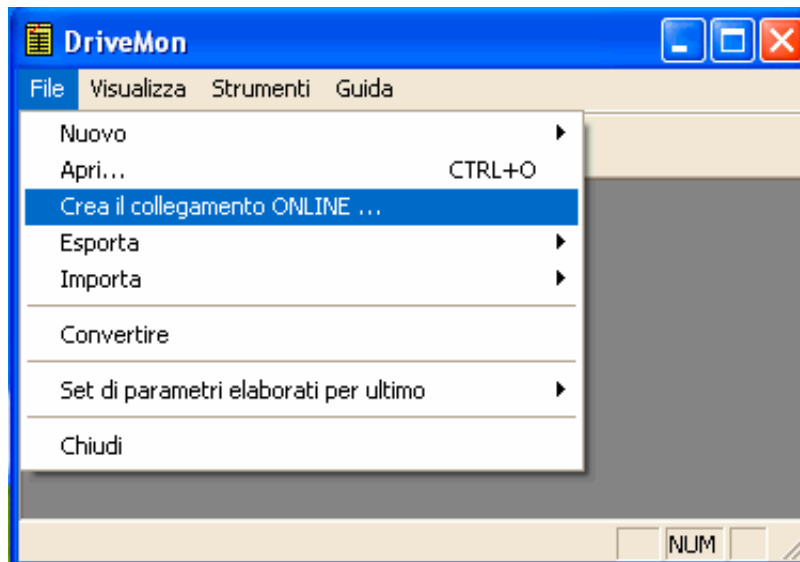 DriveMon
File Visualizza Strumenti Guida
Nuovo
Apri... CTRL+O
Crea il collegamento ONLINE ...
Esporta
Importa
Convertire
Set di parametri elaborati per ultimo
Chiudi
NUM